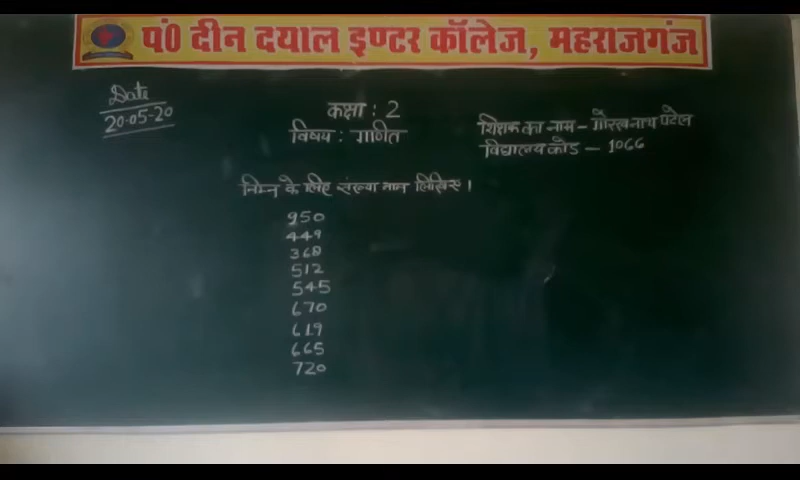 पं0 दीन दयाल इण्टर कॉलेज, महराजगंज
Date
20-05-20
कक्षा : 2
विषय : गणित
शिक्षक का नाम - गोरखनाथ पटेल
विद्यालय कोड - 1066
निम्न के लिए संख्या नाम लिखिए ।
950
449
368
512
545
670
619
665
720